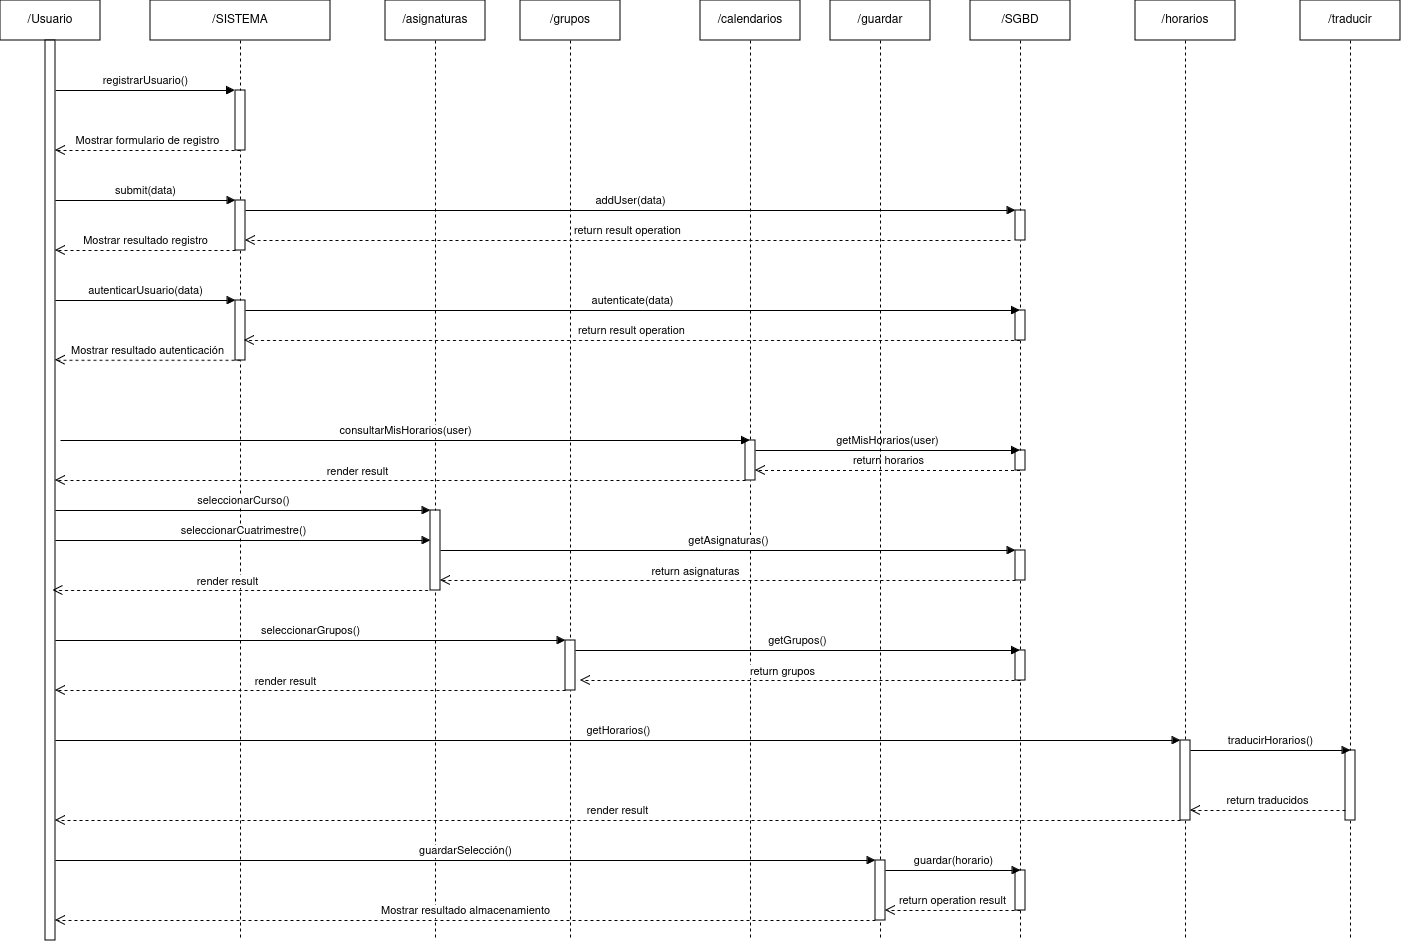 /Usuario
/SISTEMA
/asignaturas
/grupos
/calendarios
/guardar
/SGBD
/horarios
/traducir
registrarUsuario()
Mostrar formulario de registro
submit(data)
addUser(data)
return result operation
Mostrar resultado registro
autenticarUsuario(data)
autenticate(data)
return result operation
Mostrar resultado autenticación
consultarMisHorarios(user)
getMisHorarios(user)
return horarios
render result
seleccionarCurso()
seleccionarCuatrimestre()
getAsignaturas()
return asignaturas
render result
seleccionarGrupos()
getGrupos()
return grupos
render result
getHorarios()
traducirHorarios()
return traducidos
render result
guardarSelección()
guardar(horario)
return operation result
Mostrar resultado almacenamiento